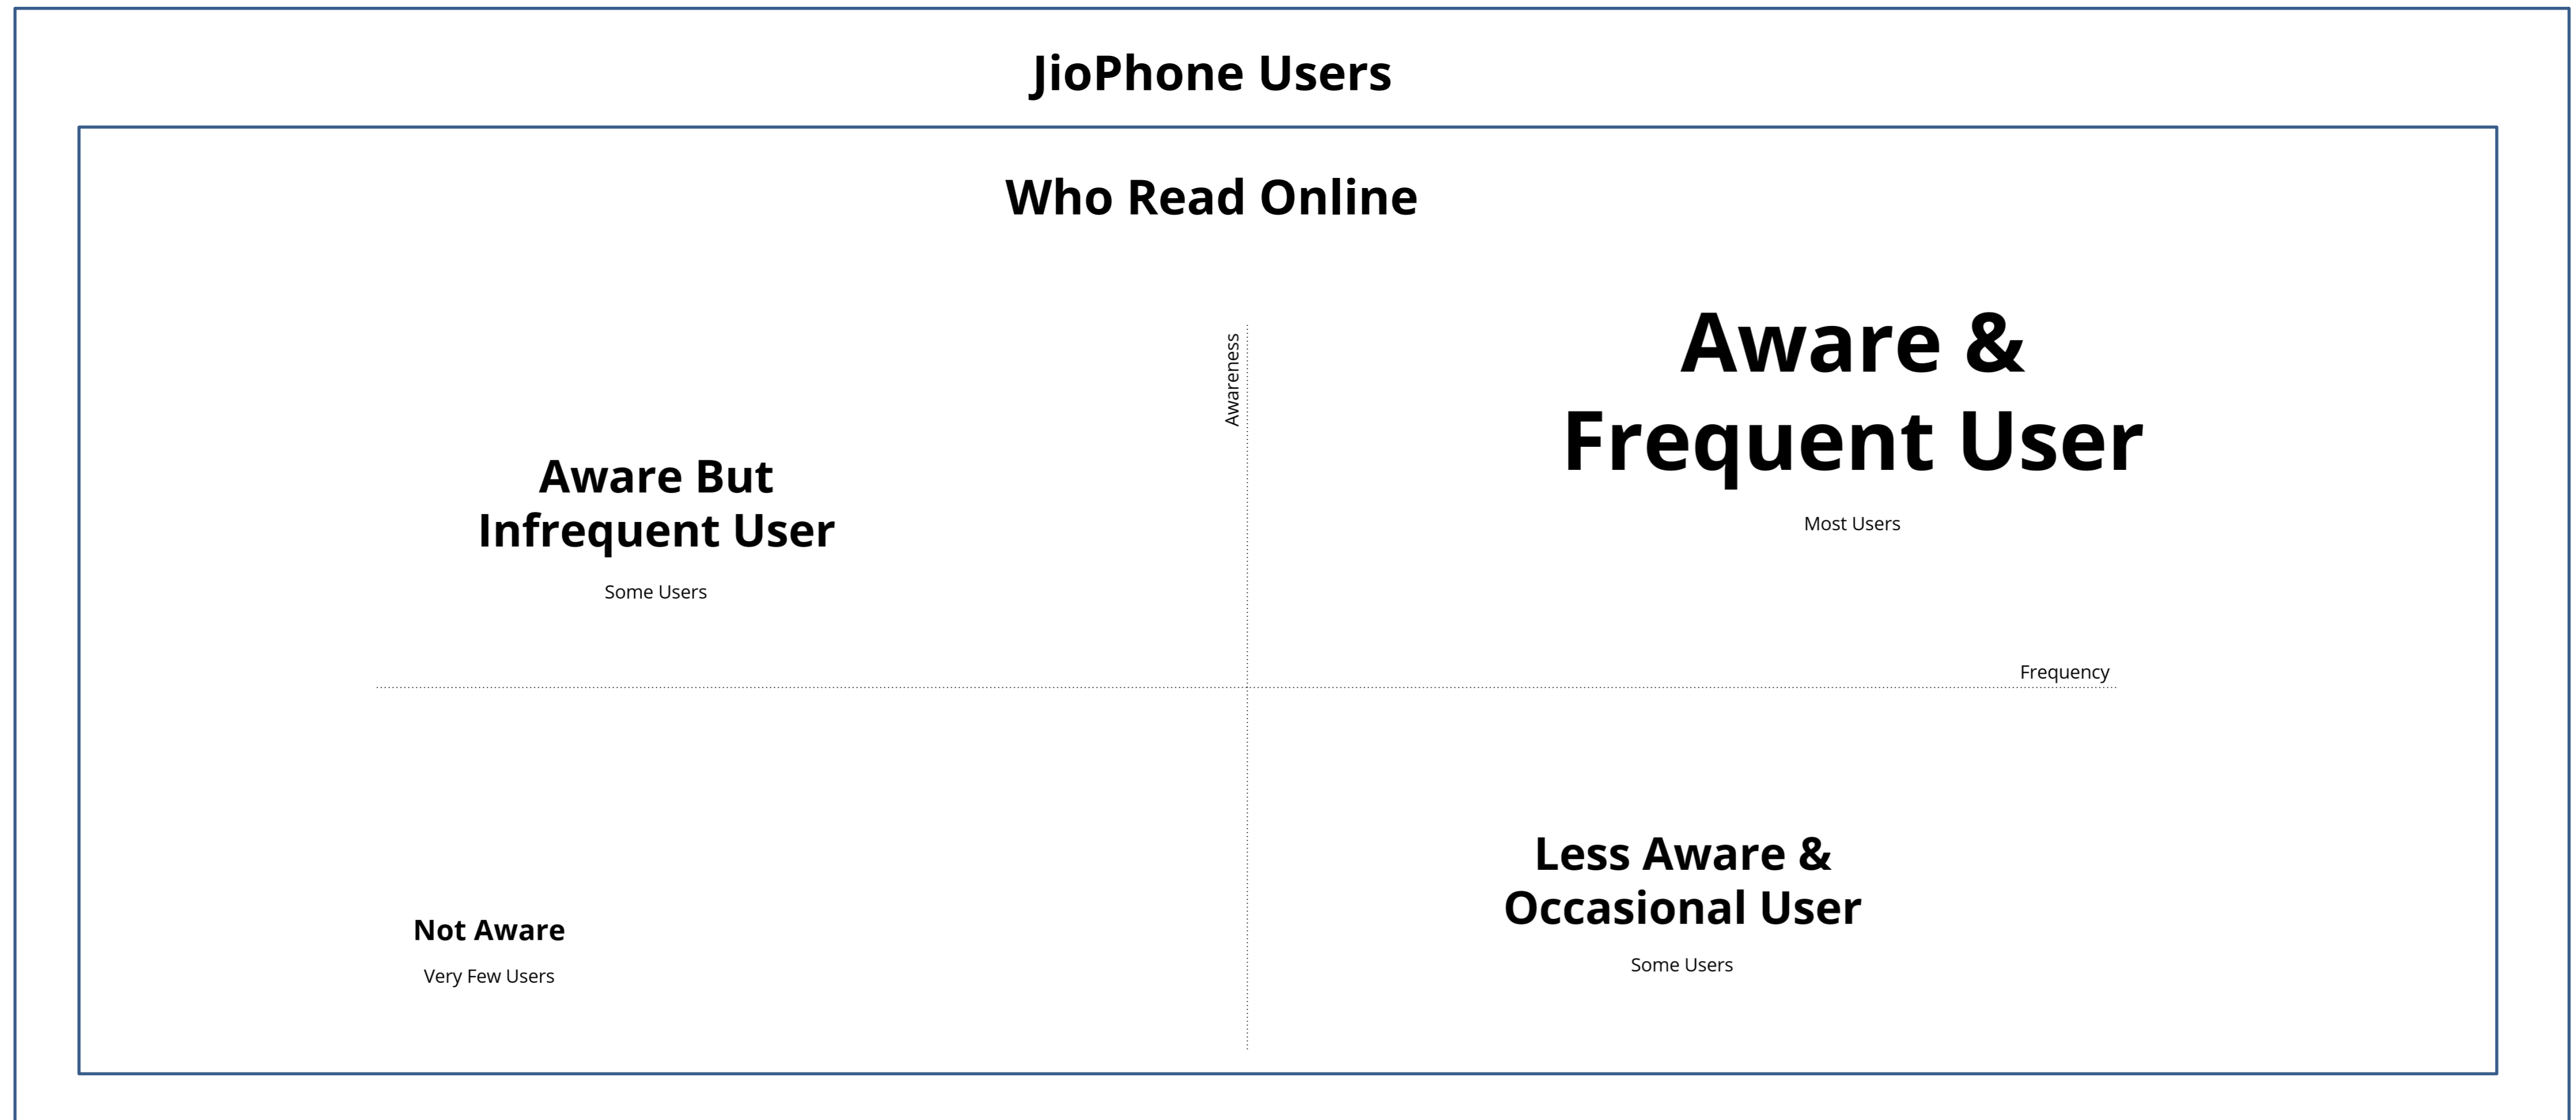 JioPhone Users
Who Read Online
Awareness
Aware &
Frequent User
Most Users
Aware But
Infrequent User
Some Users
Frequency
Less Aware &
Occasional User
Some Users
Not Aware
Very Few Users